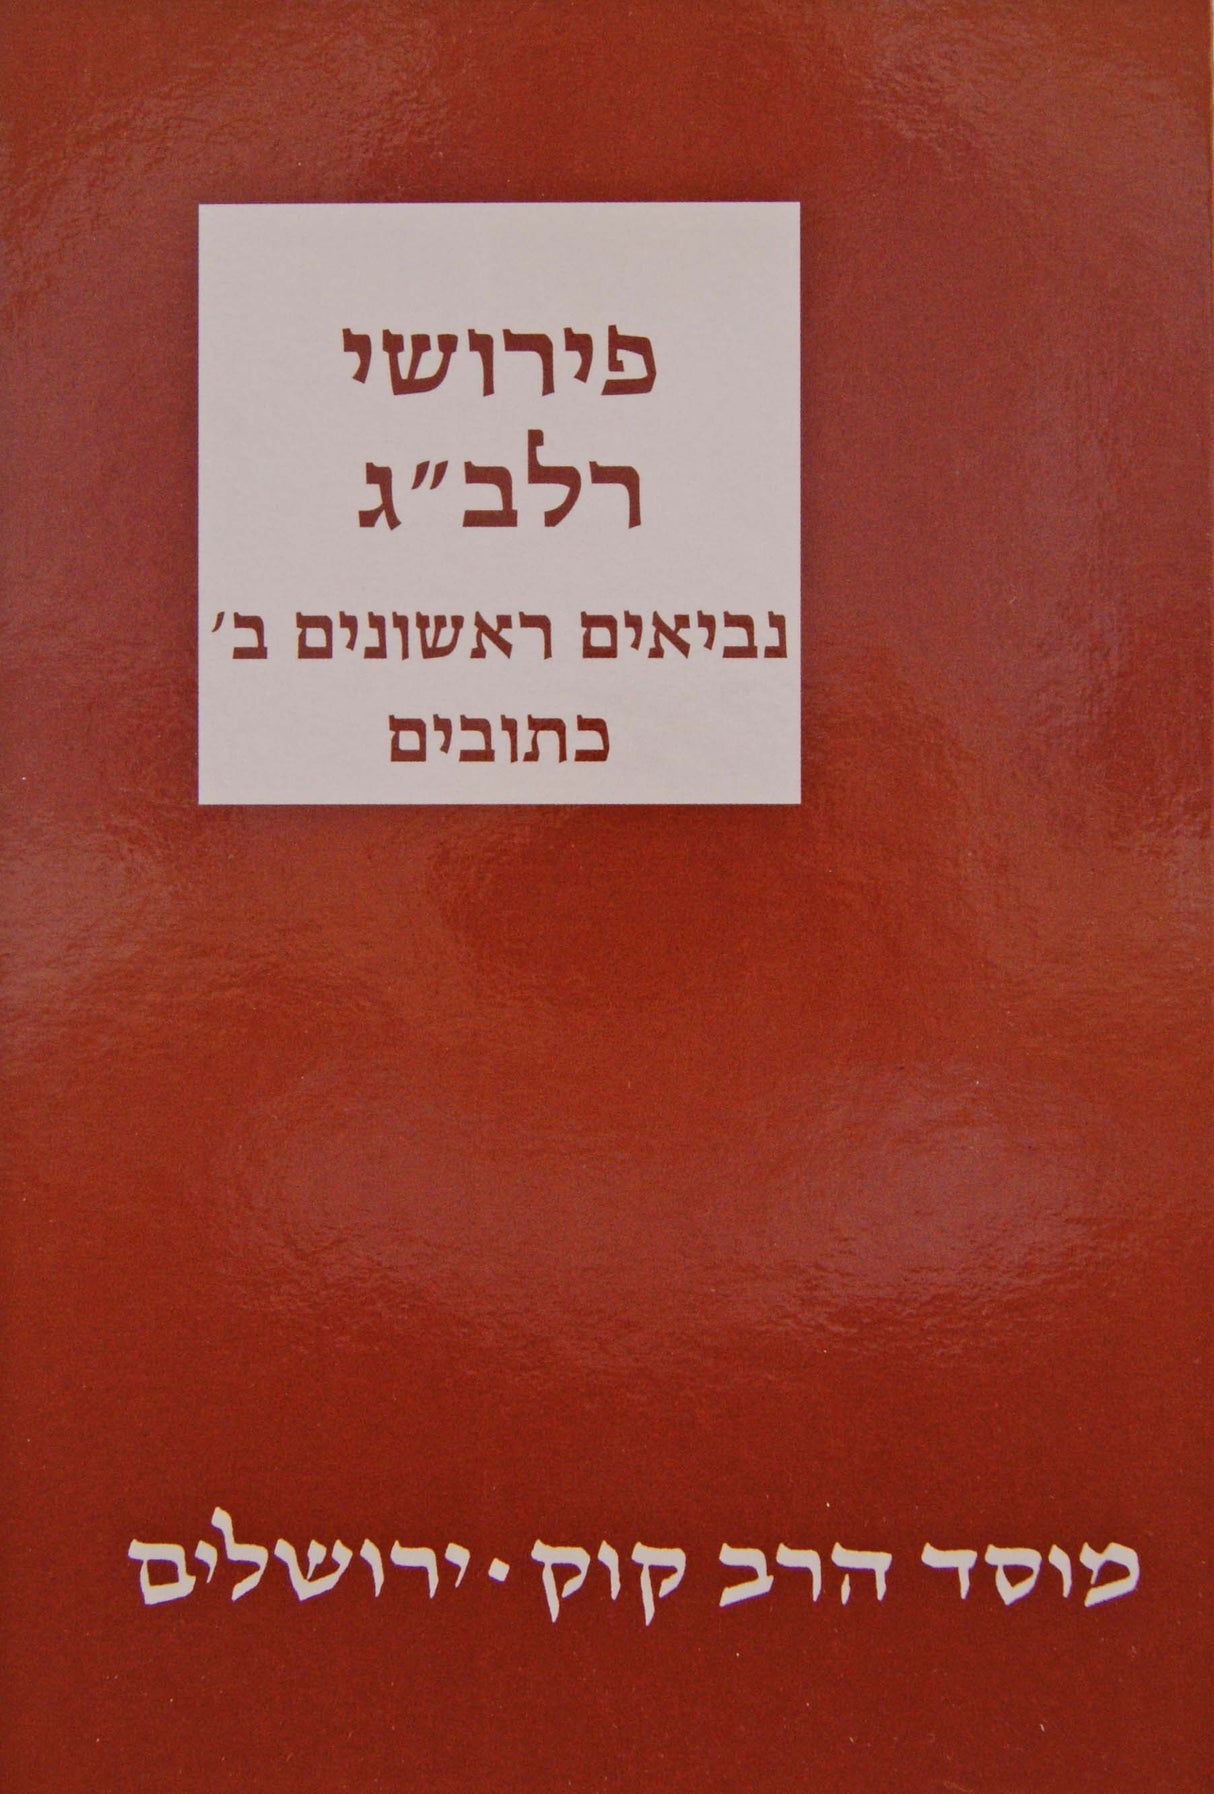 פירושי
רלב״ג
נביאים ראשונים ב׳
כתובים
מוסד הרב קוק • ירושלים